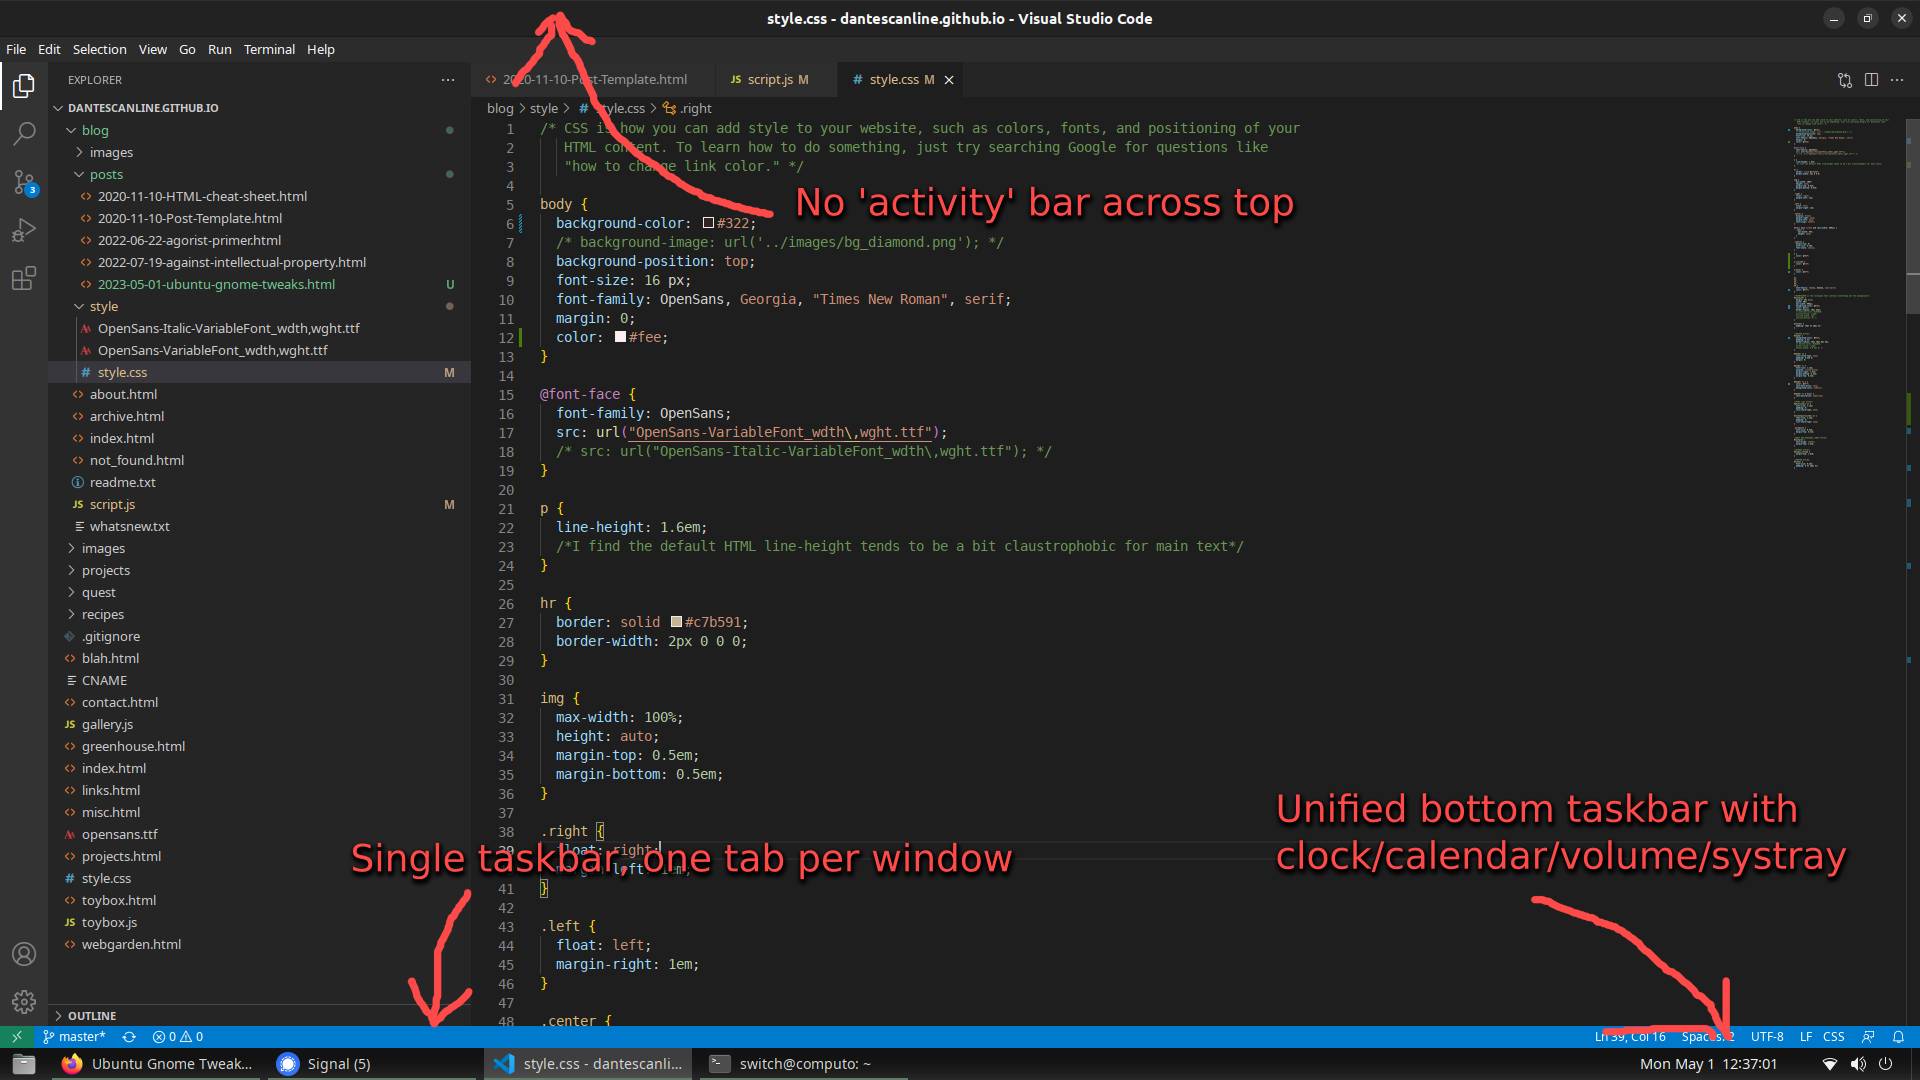 style.css - dantescanline.github.io - Visual Studio Code
File Edit Selection View Go Run Terminal Help
EXPLORER
DANTESCANLINE.GITHUB.IO
blog
images
posts
2020-11-10-HTML-cheat-sheet.html
2020-11-10-Post-Template.html
2022-06-22-agorist-primer.html
2022-07-19-against-intellectual-property.html
2023-05-01-ubuntu-gnome-tweaks.html U
style
OpenSans-Italic-VariableFont_wdth,wght.ttf
OpenSans-VariableFont_wdth,wght.ttf
# style.css M
about.html
archive.html
index.html
not_found.html
readme.txt
JS script.js M
whatsnew.txt
images
projects
quest
recipes
.gitignore
blah.html
CNAME
contact.html
JS gallery.js
greenhouse.html
index.html
links.html
misc.html
opensans.ttf
projects.html
# style.css
toybox.html
JS toybox.js
webgarden.html
OUTLINE
3
2020-11-10-Post-Template.html JS script.js M # style.css M
blog > style > # style.css > .right
1 /* CSS is how you can add style to your website, such as colors, fonts, and positioning of your
2 HTML content. To learn how to do something, just try searching Google for questions like
3 "how to change link color." */
4
5 body {
6 background-color: #322;
7 /* background-image: url('../images/bg_diamond.png'); */
8 background-position: top;
9 font-size: 16 px;
10 font-family: OpenSans, Georgia, "Times New Roman", serif;
11 margin: 0;
12 color: #fee;
13 }
14
15 @font-face {
16 font-family: OpenSans;
17 src: url("OpenSans-VariableFont_wdth\,wght.ttf");
18 /* src: url("OpenSans-Italic-VariableFont_wdth\,wght.ttf"); */
19 }
20
21 p {
22 line-height: 1.6em;
23 /*I find the default HTML line-height tends to be a bit claustrophobic for main text*/
24 }
25
26 hr {
27 border: solid #c7b591;
28 border-width: 2px 0 0 0;
29 }
30
31 img {
32 max-width: 100%;
33 height: auto;
34 margin-top: 0.5em;
35 margin-bottom: 0.5em;
36 }
37
38 .right {
39 float: right;
left: 1em;
41 }
42
43 .left {
44 float: left;
45 margin-right: 1em;
46 }
47
48 .center {
No 'activity' bar across top
Single taskbar, one tab per window
Unified bottom taskbar with
clock/calendar/volume/systray
master* 0 0 Ln 39, Col 16 Spaces: 2 UTF-8 LF CSS
Ubuntu Gnome Tweak... Signal (5) style.css - dantescanli... switch@computo: ~ Mon May 1 12:37:01